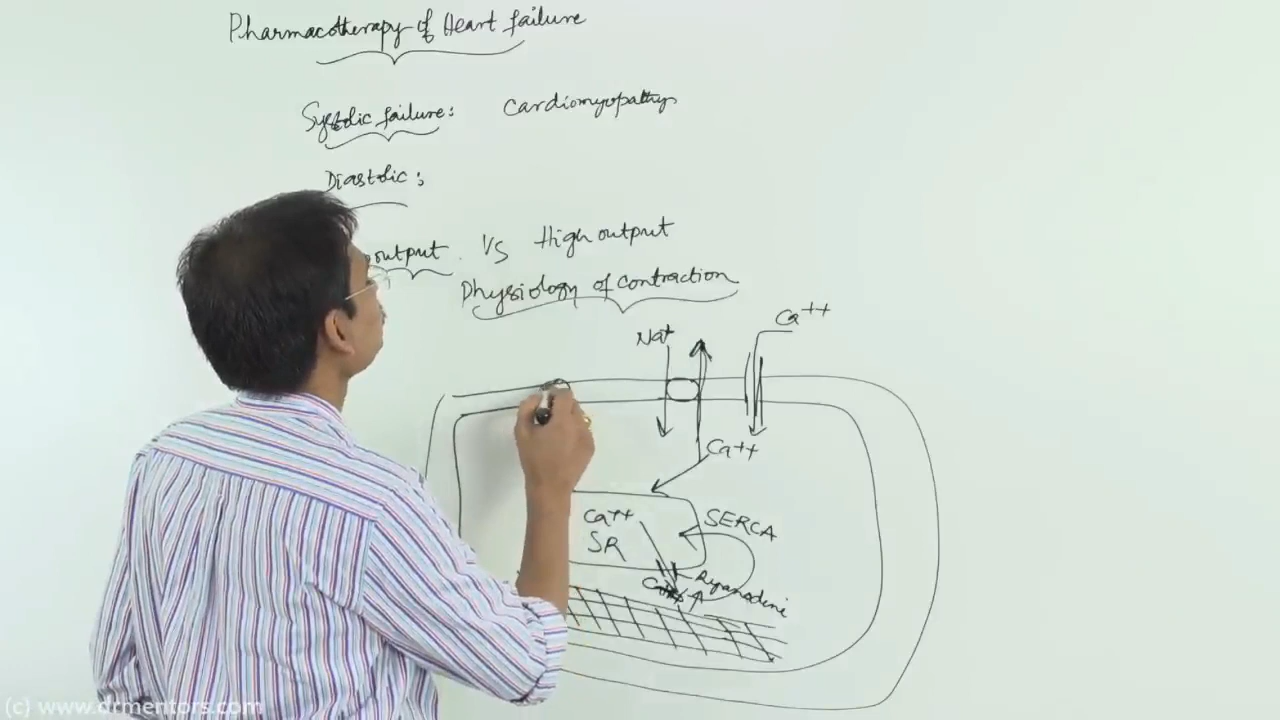 Pharmacotherapy of Heart failure
Systolic failure: Cardiomyopathy
Diastolic:
output Vs High output
Physiology of contraction
Na+
Ca++
Ca++
Ca++
SR
SERCA
Ryanodine
(c) www.drmentors.com